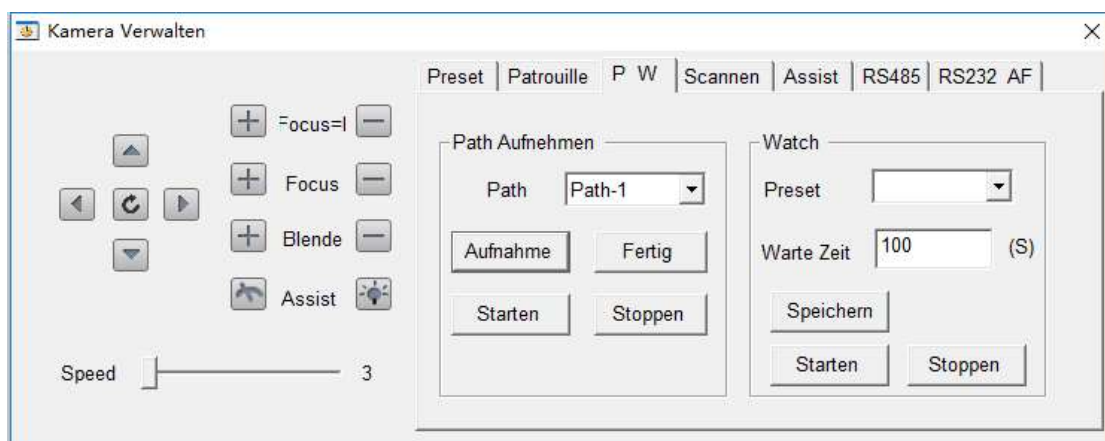 Kamera Verwalten
Preset Patrouille P W Scannen Assist RS485 RS232 AF
Focus=l
Focus
Blende
Assist
Speed 3
Path Aufnehmen
Path Path-1
Aufnahme Fertig
Starten Stoppen
Watch
Preset
Warte Zeit 100 (S)
Speichern
Starten Stoppen